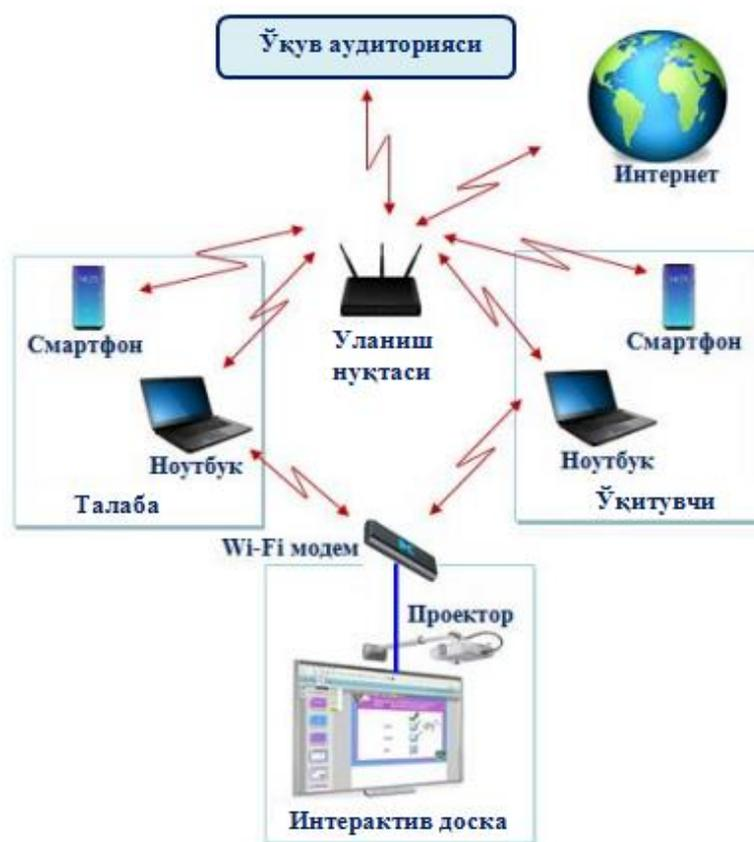 Ўқув аудиторияси
Интернет
Смартфон
Уланиш
нуқтаси
Смартфон
Ноутбук
Ноутбук
Талаба
Ўқитувчи
Wi-Fi модем
Проектор
Интерактив доска